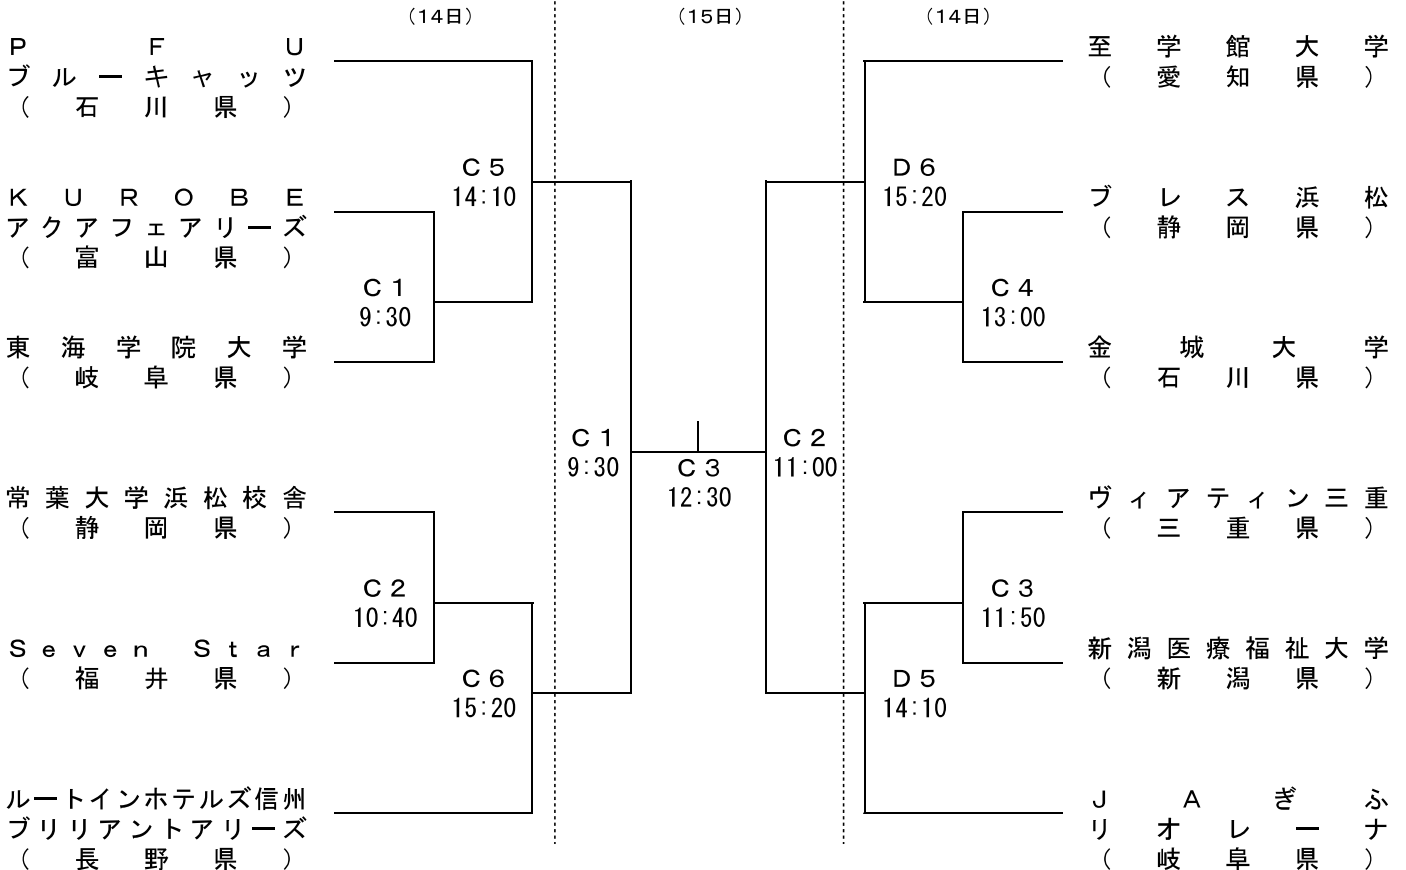 （14日）
（15日）
（14日）
ＰＦＵ
ブルーキャッツ
（石川県）
Ｃ５
14:10
ＫＵＲＯＢＥ
アクアフェアリーズ
（富山県）
Ｃ１
9:30
東海学院大学
（岐阜県）
常葉大学浜松校舎
（静岡県）
Ｃ２
10:40
Ｓｅｖｅｎ　Ｓｔａｒ
（福井県）
Ｃ６
15:20
ルートインホテルズ信州
ブリリアントアリーズ
（長野県）
Ｃ１
9:30
Ｃ３
12:30
Ｃ２
11:00
至学館大学
（愛知県）
Ｄ６
15:20
ブレス浜松
（静岡県）
Ｃ４
13:00
金城大学
（石川県）
ヴィアティン三重
（三重県）
Ｃ３
11:50
新潟医療福祉大学
（新潟県）
Ｄ５
14:10
ＪＡぎふ
リオレーナ
（岐阜県）